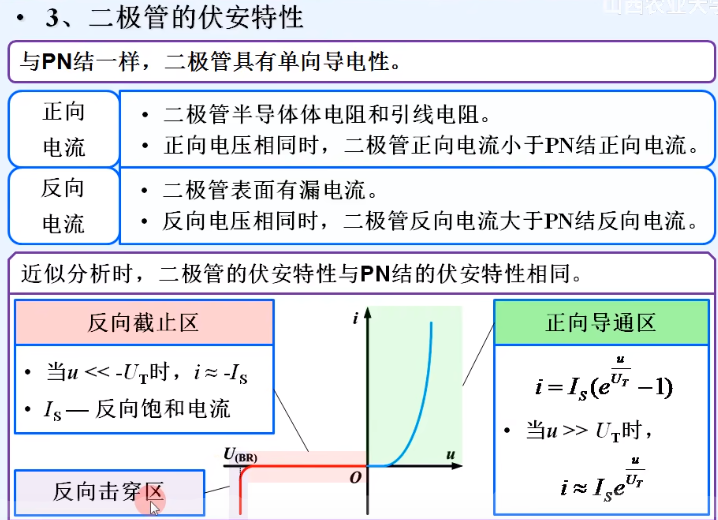 山西农业大学
• 3、二极管的伏安特性
与PN结一样，二极管具有单向导电性。
正向
电流
• 二极管半导体体电阻和引线电阻。
• 正向电压相同时，二极管正向电流小于PN结正向电流。
反向
电流
• 二极管表面有漏电流。
• 反向电压相同时，二极管反向电流大于PN结反向电流。
近似分析时，二极管的伏安特性与PN结的伏安特性相同。
反向截止区
• 当u << -U_T时，i ≈ -I_S
• I_S — 反向饱和电流
反向击穿区
i
U_(BR)
O
u
正向导通区
i = I_S(e^{u/U_T} - 1)
• 当u >> U_T时，
i ≈ I_S e^{u/U_T}